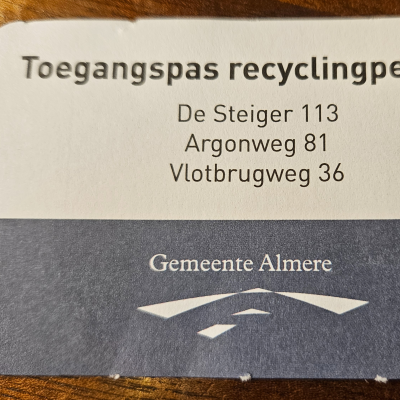 Toegangspas recyclingpe
De Steiger 113
Argonweg 81
Vlotbrugweg 36
Gemeente Almere